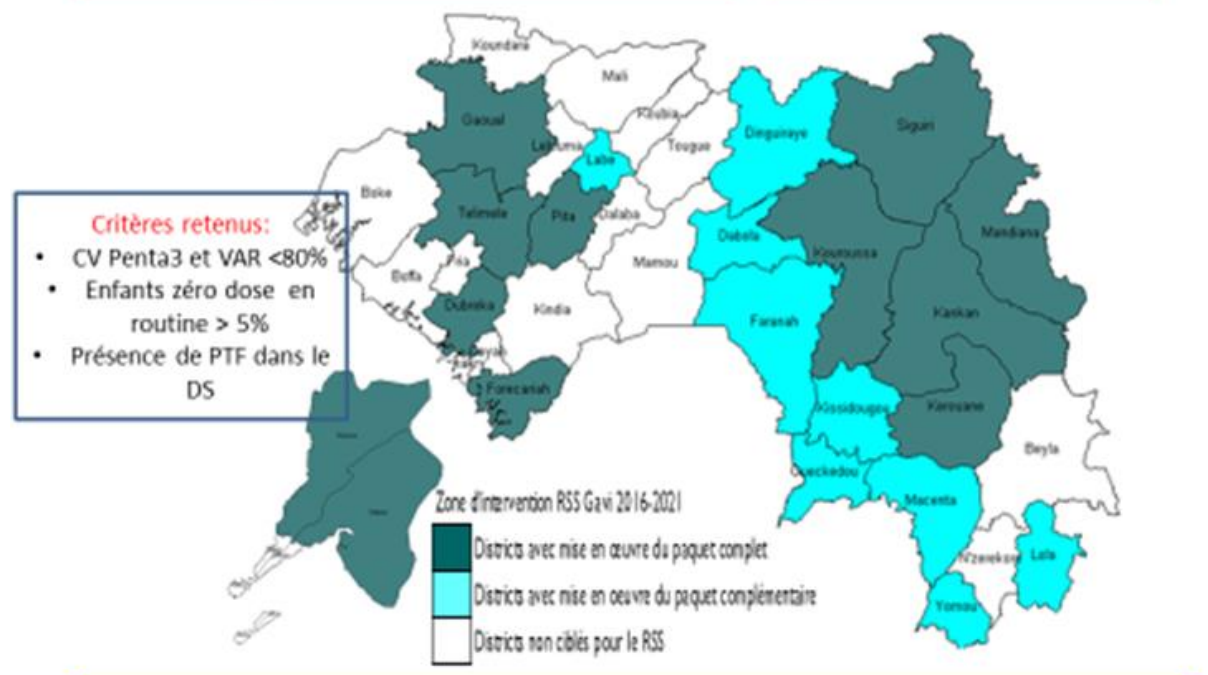 Koundara
Mali
Gaoual
Koubia
Siguiri
Dinguiraye
Tougue
Labe
Boke
Telimele
Pita
Dalaba
Dabola
Kouroussa
Mandiana
Mamou
Boffa
Fria
Dubreka
Kindia
Faranah
Kankan
Forecariah
Kissidougou
Kerouane
Beyla
Gueckedou
Macenta
N'zerekore
Lola
Yomou
Critères retenus:
• CV Penta3 et VAR <80%
• Enfants zéro dose en
routine > 5%
• Présence de PTF dans le
DS
Zone d'intervention RSS Gavi 2016-2021
Districts avec mise en œuvre du paquet complet
Districts avec mise en oeuvre du paquet complémentaire
Districts non ciblés pour le RSS